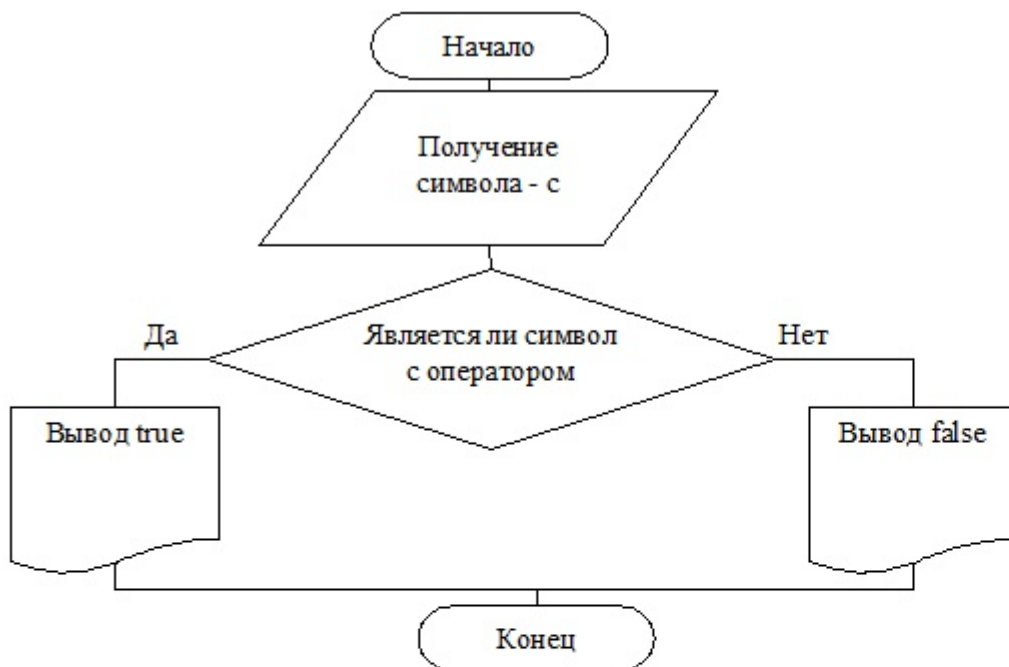 Начало
Получение
символа - с
Является ли символ
с оператором
Да
Нет
Вывод true
Вывод false
Конец